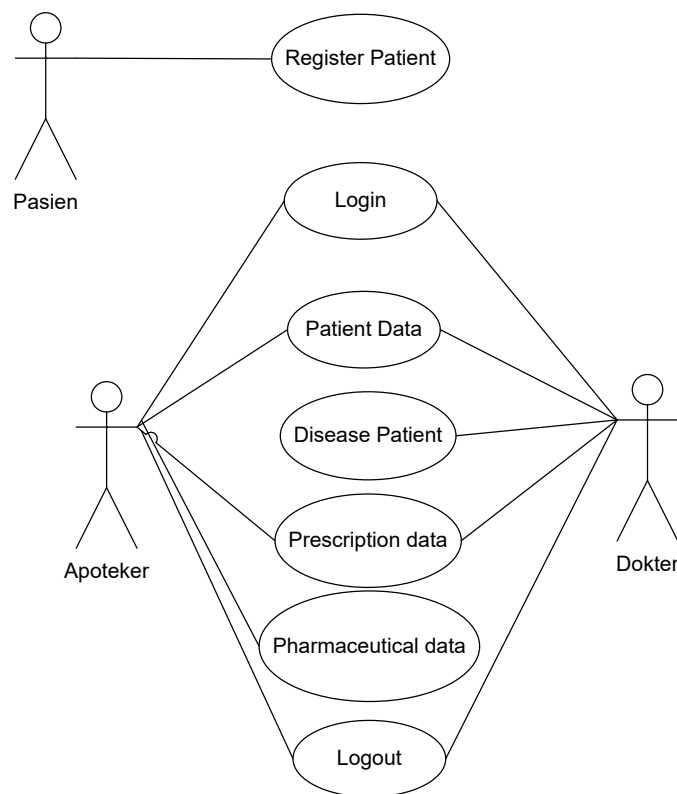 Register Patient
Pasien
Login
Patient Data
Disease Patient
Prescription data
Apoteker
Dokter
Pharmaceutical data
Logout